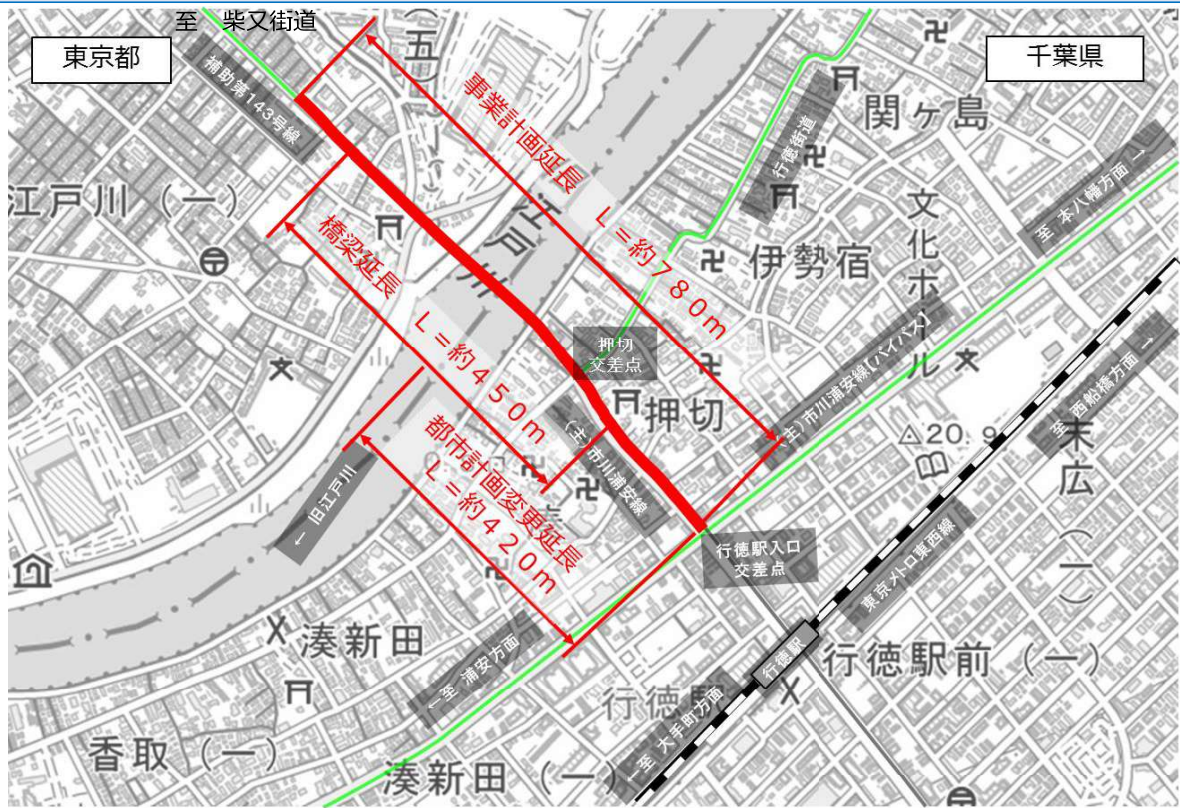 至　柴又街道
東京都
千葉県
補助第143号線
(五)
事業計画延長　L＝約780m
関ヶ島
行徳街道
江戸川(一)
江戸川
橋梁延長　L＝約450m
伊勢宿
文化ホール
至 本八幡方面 →
押切
交差点
押切
(主)市川浦安線【バイパス】
至 西船橋方面 →
△20.9
末広(一)
(主)市川浦安線
都市計画変更延長
L＝約420m
← 旧江戸川
行徳駅入口
交差点
東京メトロ東西線
湊新田
←至 浦安方面
行徳駅
行徳駅前(一)
行徳駅
←至 大手町方面
香取(一)
湊新田(一)